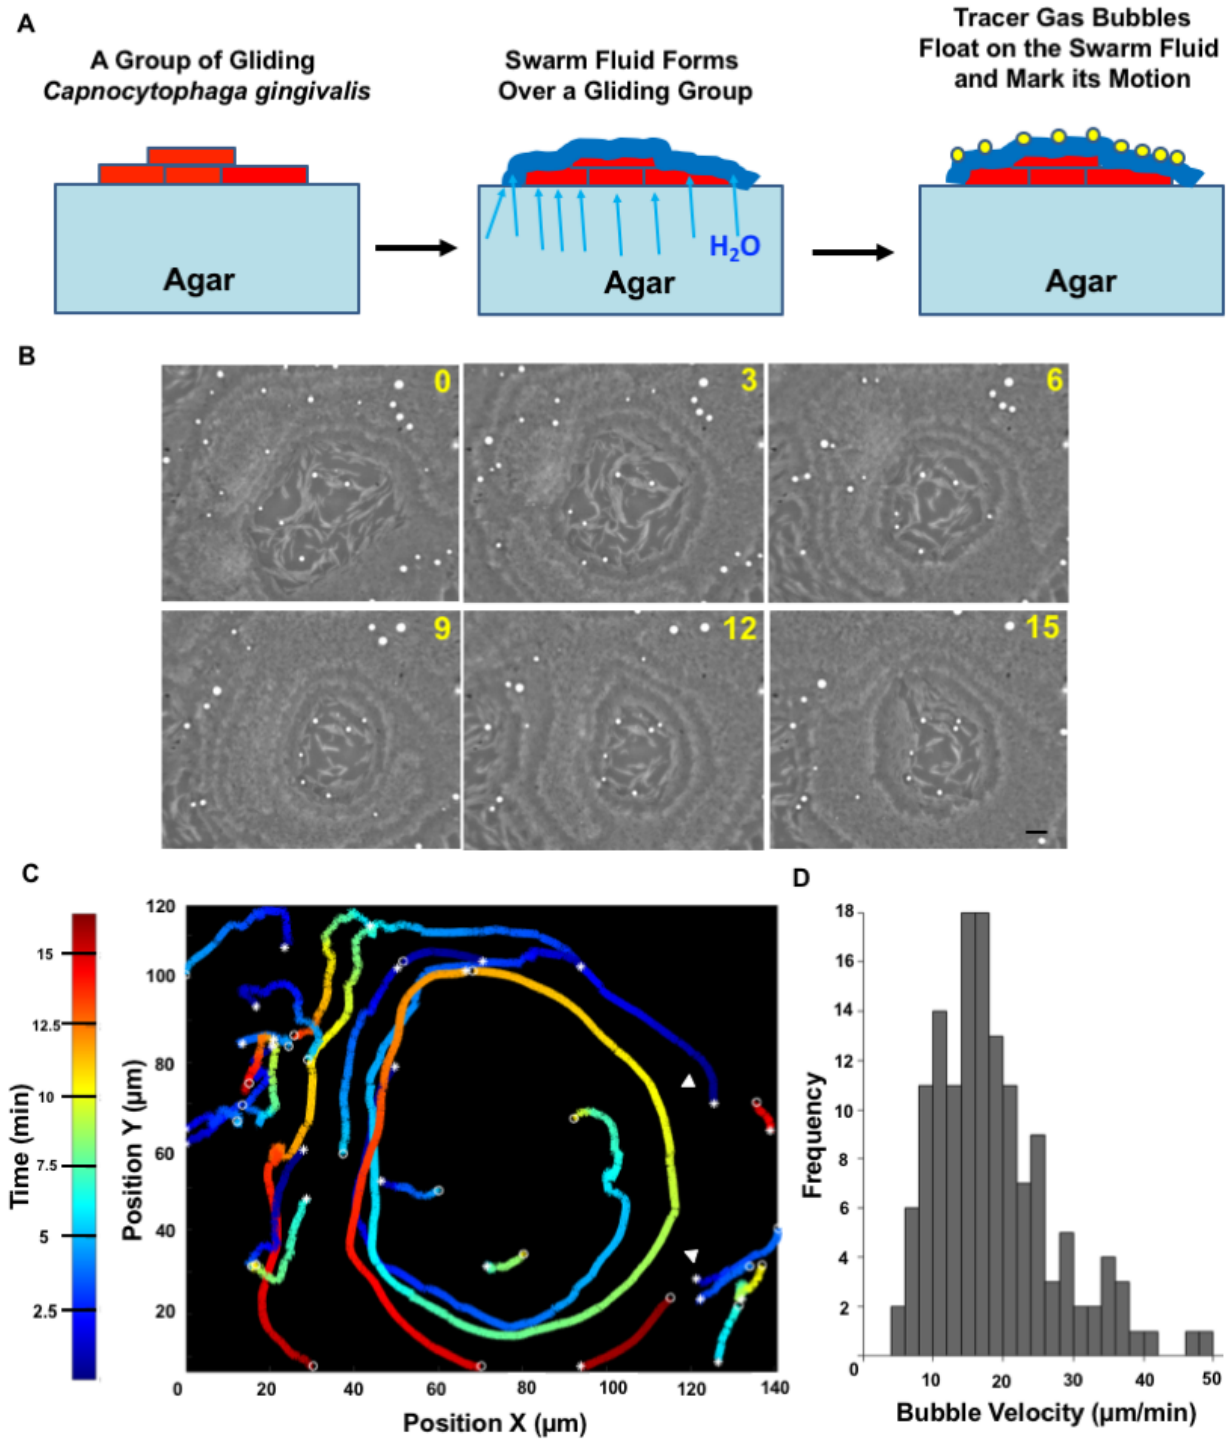 A
A Group of Gliding
Capnocytophaga gingivalis
Swarm Fluid Forms
Over a Gliding Group
Tracer Gas Bubbles
Float on the Swarm Fluid
and Mark its Motion
Agar
H₂O
Agar
Agar
B
0
3
6
9
12
15
C
Time (min)
15
12.5
10
7.5
5
2.5
Position Y (µm)
120
100
80
60
40
20
0
20
40
60
80
100
120
140
Position X (µm)
D
Frequency
18
14
12
10
8
6
4
2
0
10
20
30
40
50
Bubble Velocity (µm/min)